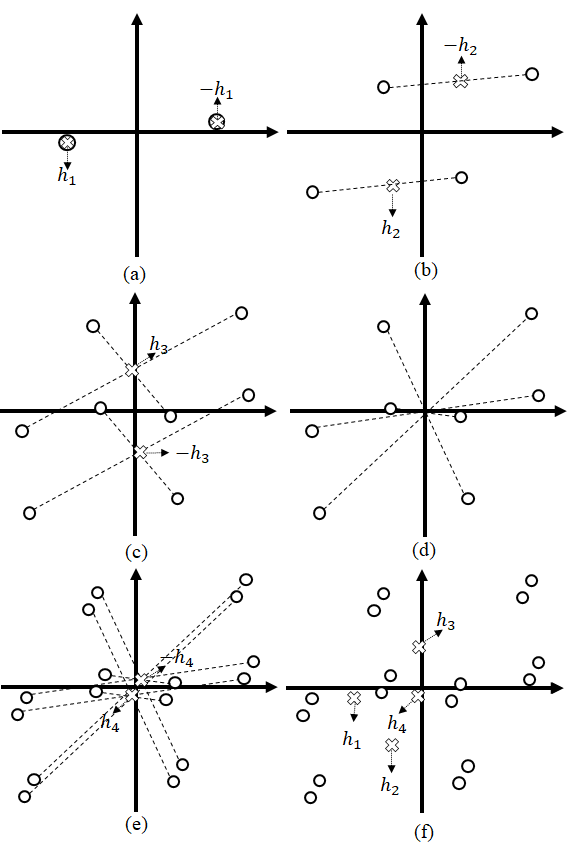 −h₁
h₁
(a)
−h₂
h₂
(b)
h₃
−h₃
(c)
(d)
−h₄
h₄
(e)
h₃
h₄
h₁
h₂
(f)